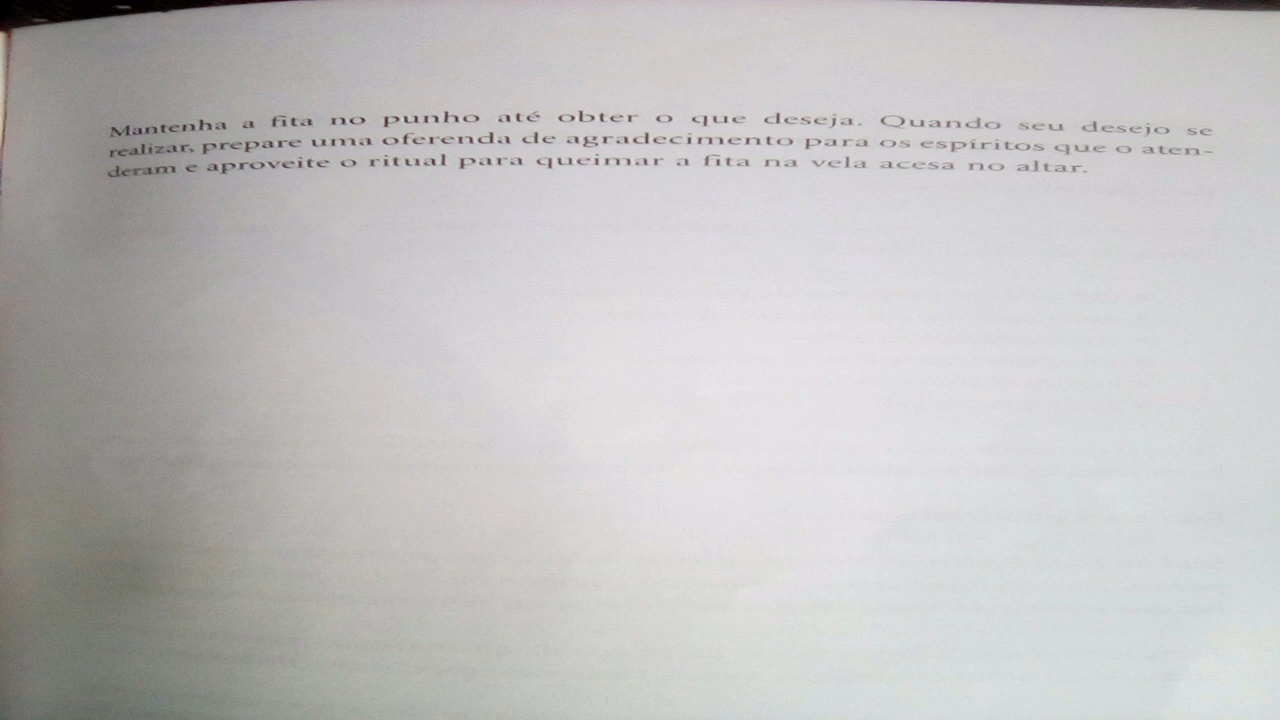 Mantenha a fita no punho até obter o que deseja. Quando seu desejo se
realizar, prepare uma oferenda de agradecimento para os espíritos que o aten-
deram e aproveite o ritual para queimar a fita na vela acesa no altar.